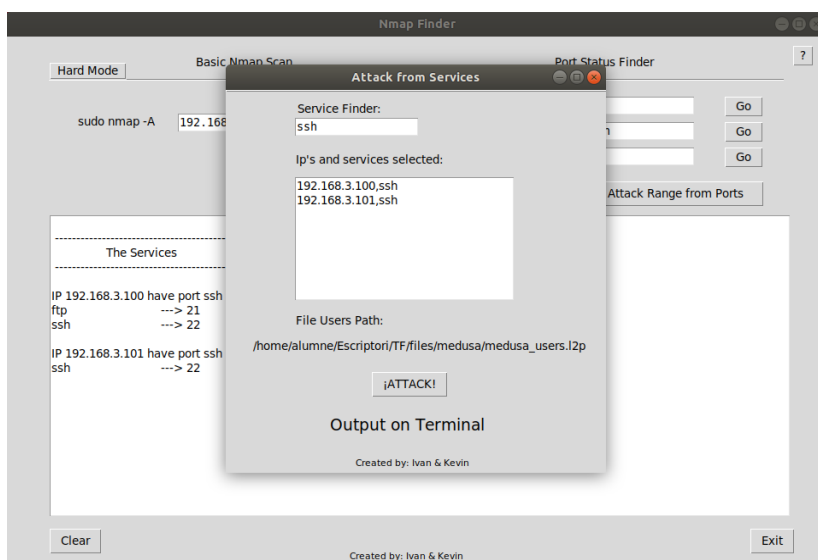 Nmap Finder
?
Hard Mode
Basic Nmap Scan
Port Status Finder
sudo nmap -A
192.168
Go
Go
Go
Attack Range from Ports
----------------------------------------
The Services
----------------------------------------
IP 192.168.3.100 have port ssh
ftp ---> 21
ssh ---> 22
IP 192.168.3.101 have port ssh
ssh ---> 22
Attack from Services
Service Finder:
ssh
Ip's and services selected:
192.168.3.100,ssh
192.168.3.101,ssh
File Users Path:
/home/alumne/Escriptori/TF/files/medusa/medusa_users.l2p
¡ATTACK!
Output on Terminal
Created by: Ivan & Kevin
Clear
Exit
Created by: Ivan & Kevin